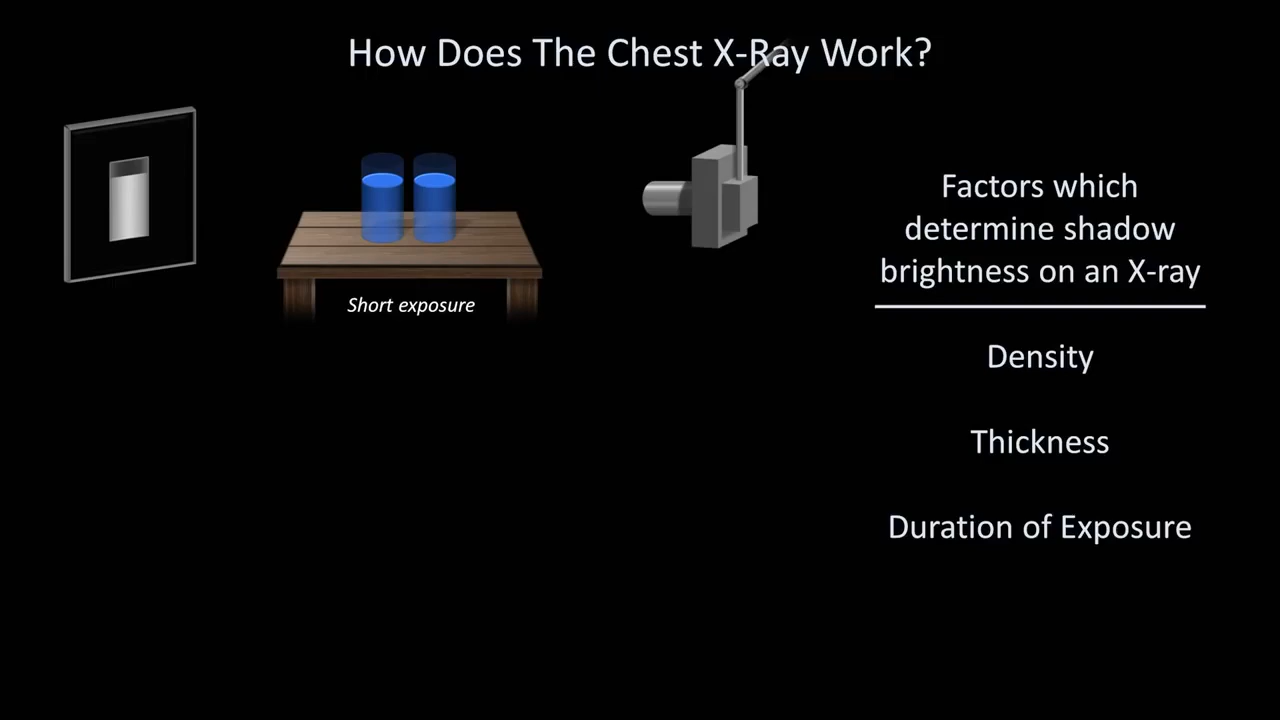 How Does The Chest X-Ray Work?
Short exposure
Factors which
determine shadow
brightness on an X-ray
Density
Thickness
Duration of Exposure